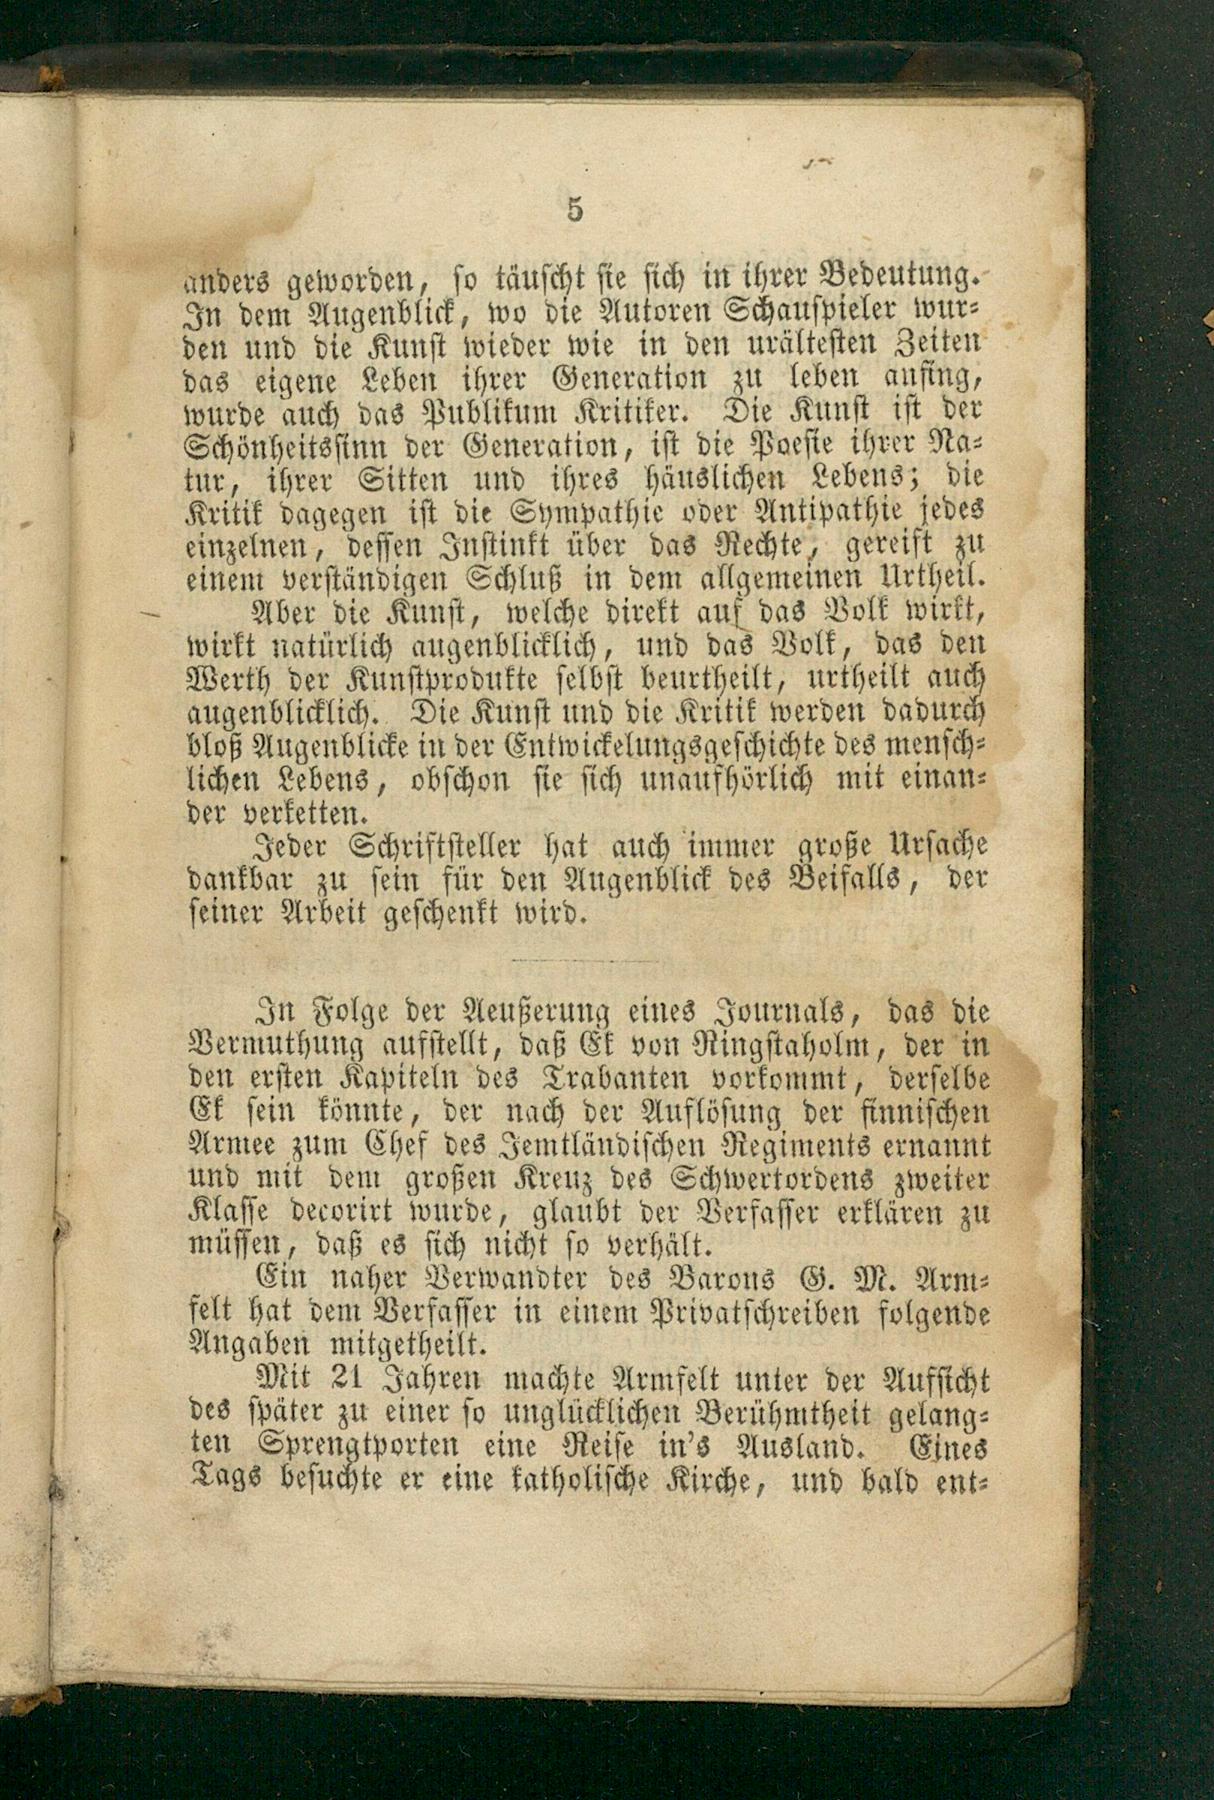 5
anders geworden, so täuscht sie sich in ihrer Bedeutung.
In dem Augenblick, wo die Autoren Schauspieler wur-
den und die Kunst wieder wie in den urältesten Zeiten
das eigene Leben ihrer Generation zu leben anfing,
wurde auch das Publikum Kritiker. Die Kunst ist der
Schönheitssinn der Generation, ist die Poesie ihrer Na-
tur, ihrer Sitten und ihres häuslichen Lebens; die
Kritik dagegen ist die Sympathie oder Antipathie jedes
einzelnen, dessen Instinkt über das Rechte, gereift zu
einem verständigen Schluß in dem allgemeinen Urtheil.
Aber die Kunst, welche direkt auf das Volk wirkt,
wirkt natürlich augenblicklich, und das Volk, das den
Werth der Kunstprodukte selbst beurtheilt, urtheilt auch
augenblicklich. Die Kunst und die Kritik werden dadurch
bloß Augenblicke in der Entwickelungsgeschichte des mensch-
lichen Lebens, obschon sie sich unaufhörlich mit einan-
der verketten.
Jeder Schriftsteller hat auch immer große Ursache
dankbar zu sein für den Augenblick des Beifalls, der
seiner Arbeit geschenkt wird.
In Folge der Aeußerung eines Journals, das die
Vermuthung aufstellt, daß Ek von Ringstaholm, der in
den ersten Kapiteln des Trabanten vorkommt, derselbe
Ek sein könnte, der nach der Auflösung der finnischen
Armee zum Chef des Jemtländischen Regiments ernannt
und mit dem großen Kreuz des Schwertordens zweiter
Klasse decorirt wurde, glaubt der Verfasser erklären zu
müssen, daß es sich nicht so verhält.
Ein naher Verwandter des Barons G. M. Arm-
felt hat dem Verfasser in einem Privatschreiben folgende
Angaben mitgetheilt.
Mit 21 Jahren machte Armfelt unter der Aufsicht
des später zu einer so unglücklichen Berühmtheit gelang-
ten Sprengtporten eine Reise in's Ausland. Eines
Tags besuchte er eine katholische Kirche, und bald ent-